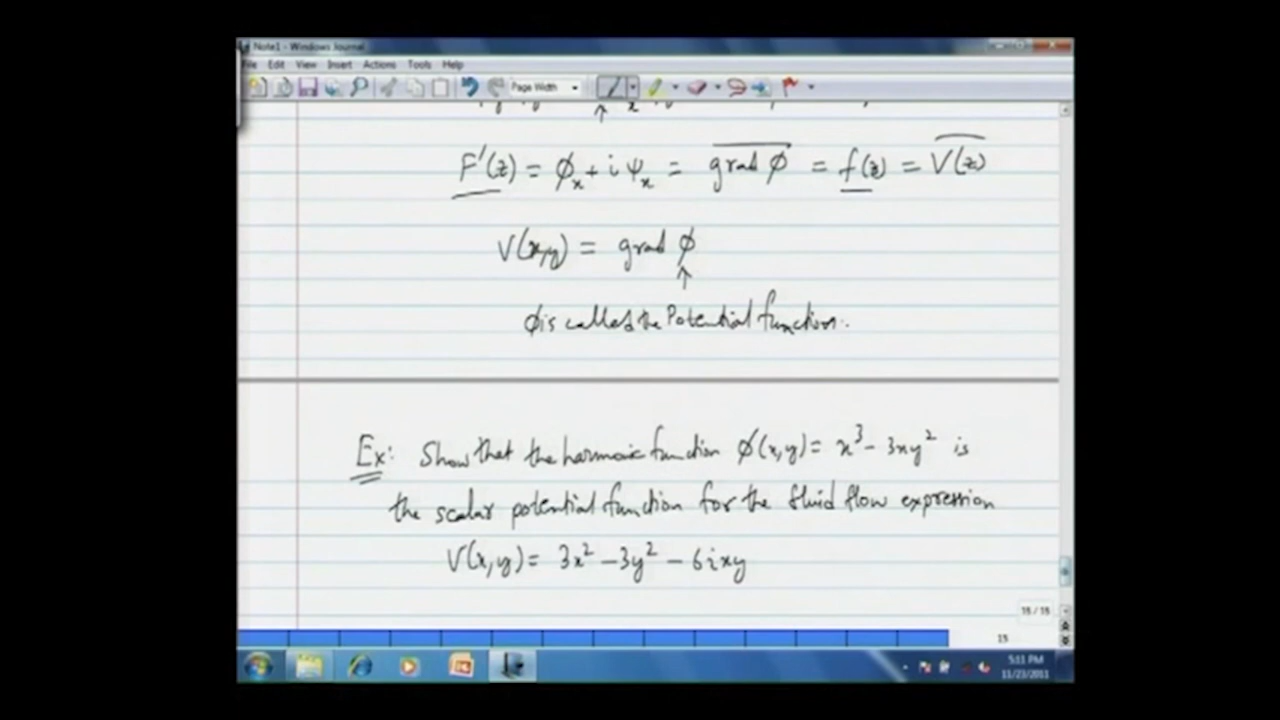 Note1 - Windows Journal
File Edit View Insert Actions Tools Help
Page Width
F'(z) = ϕₓ + i ψₓ = \overline{grad ϕ} = f(z) = \overline{V(z)}
V(x,y) = grad ϕ
↑
ϕ is called the Potential function.
Ex: Show that the harmonic function ϕ(x,y) = x³ - 3xy² is
the scalar potential function for the fluid flow expression
V(x,y) = 3x² - 3y² - 6ixy
15 / 15
15
5:11 PM
11/23/2011